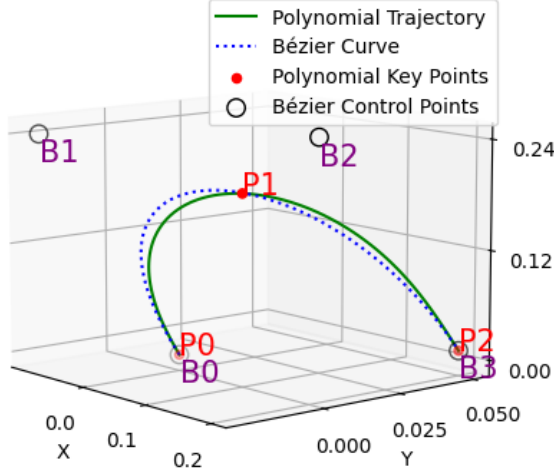 Polynomial Trajectory
Bézier Curve
Polynomial Key Points
Bézier Control Points
B1
B2
P1
P0
B0
P2
B3
0.24
0.12
0.00
0.0
0.1
0.2
X
0.000
0.025
0.050
Y